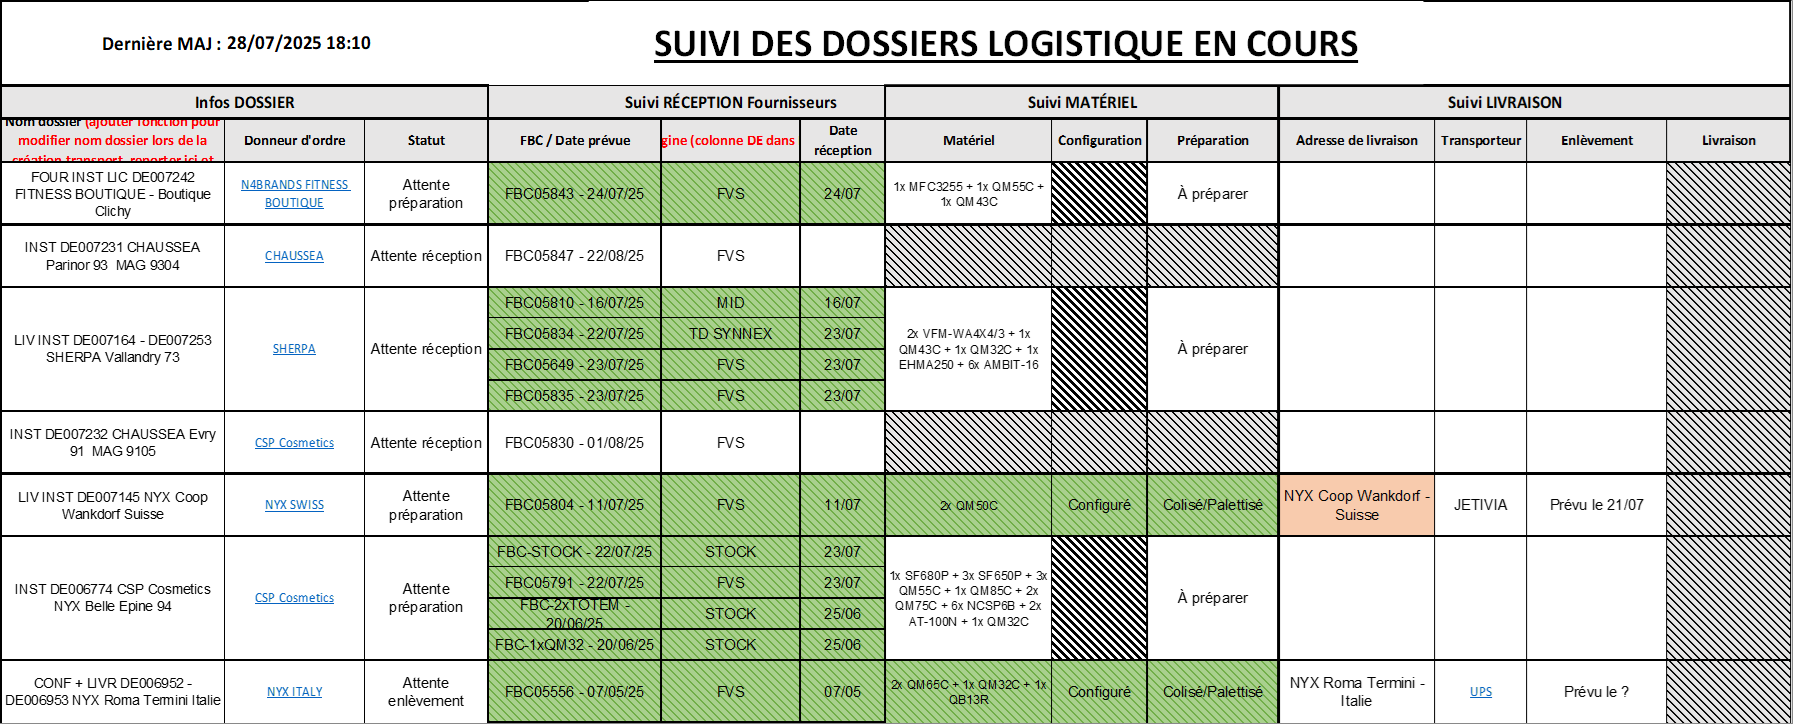 Dernière MAJ : 28/07/2025 18:10
SUIVI DES DOSSIERS LOGISTIQUE EN COURS
Infos DOSSIER
Suivi RÉCEPTION Fournisseurs
Suivi MATÉRIEL
Suivi LIVRAISON
Nom dossier (ajouter fonction pour
modifier nom dossier lors de la
création transport, reporter ici et
Donneur d'ordre
Statut
FBC / Date prévue
gine (colonne DE dans
Date
réception
Matériel
Configuration
Préparation
Adresse de livraison
Transporteur
Enlèvement
Livraison
FOUR INST LIC DE007242
FITNESS BOUTIQUE - Boutique
Clichy
N4BRANDS FITNESS
BOUTIQUE
Attente
préparation
FBC05843 - 24/07/25
FVS
24/07
1x MFC3255 + 1x QM55C +
1x QM43C
À préparer
INST DE007231 CHAUSSEA
Parinor 93 MAG 9304
CHAUSSEA
Attente réception
FBC05847 - 22/08/25
FVS
LIV INST DE007164 - DE007253
SHERPA Vallandry 73
SHERPA
Attente réception
FBC05810 - 16/07/25
MID
16/07
FBC05834 - 22/07/25
TD SYNNEX
23/07
FBC05649 - 23/07/25
FVS
23/07
FBC05835 - 23/07/25
FVS
23/07
2x VFM-WA4X4/3 + 1x
QM43C + 1x QM32C + 1x
EHMA250 + 6x AMBIT-16
À préparer
INST DE007232 CHAUSSEA Evry
91 MAG 9105
CSP Cosmetics
Attente réception
FBC05830 - 01/08/25
FVS
LIV INST DE007145 NYX Coop
Wankdorf Suisse
NYX SWISS
Attente
préparation
FBC05804 - 11/07/25
FVS
11/07
2x QM50C
Configuré
Colisé/Palettisé
NYX Coop Wankdorf -
Suisse
JETIVIA
Prévu le 21/07
INST DE006774 CSP Cosmetics
NYX Belle Epine 94
CSP Cosmetics
Attente
préparation
FBC-STOCK - 22/07/25
STOCK
23/07
FBC05791 - 22/07/25
FVS
23/07
FBC-2xTOTEM -
20/06/25
STOCK
25/06
FBC-1xQM32 - 20/06/25
STOCK
25/06
1x SF680P + 3x SF650P + 3x
QM55C + 1x QM85C + 2x
QM75C + 6x NCSP6B + 2x
AT-100N + 1x QM32C
À préparer
CONF + LIVR DE006952 -
DE006953 NYX Roma Termini Italie
NYX ITALY
Attente
enlèvement
FBC05556 - 07/05/25
FVS
07/05
2x QM65C + 1x QM32C + 1x
QB13R
Configuré
Colisé/Palettisé
NYX Roma Termini -
Italie
UPS
Prévu le ?